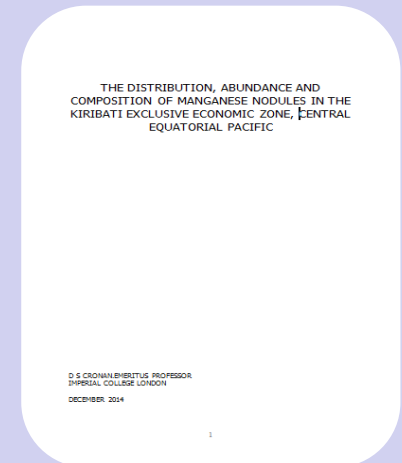 THE DISTRIBUTION, ABUNDANCE AND
COMPOSITION OF MANGANESE NODULES IN THE
KIRIBATI EXCLUSIVE ECONOMIC ZONE, CENTRAL
EQUATORIAL PACIFIC
D S CRONAN.EMERITUS PROFESSOR
IMPERIAL COLLEGE LONDON
DECEMBER 2014
1